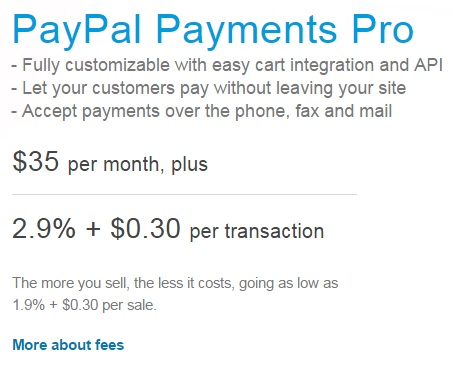 PayPal Payments Pro
- Fully customizable with easy cart integration and API
- Let your customers pay without leaving your site
- Accept payments over the phone, fax and mail
$35 per month, plus
2.9% + $0.30 per transaction
The more you sell, the less it costs, going as low as
1.9% + $0.30 per sale.
More about fees